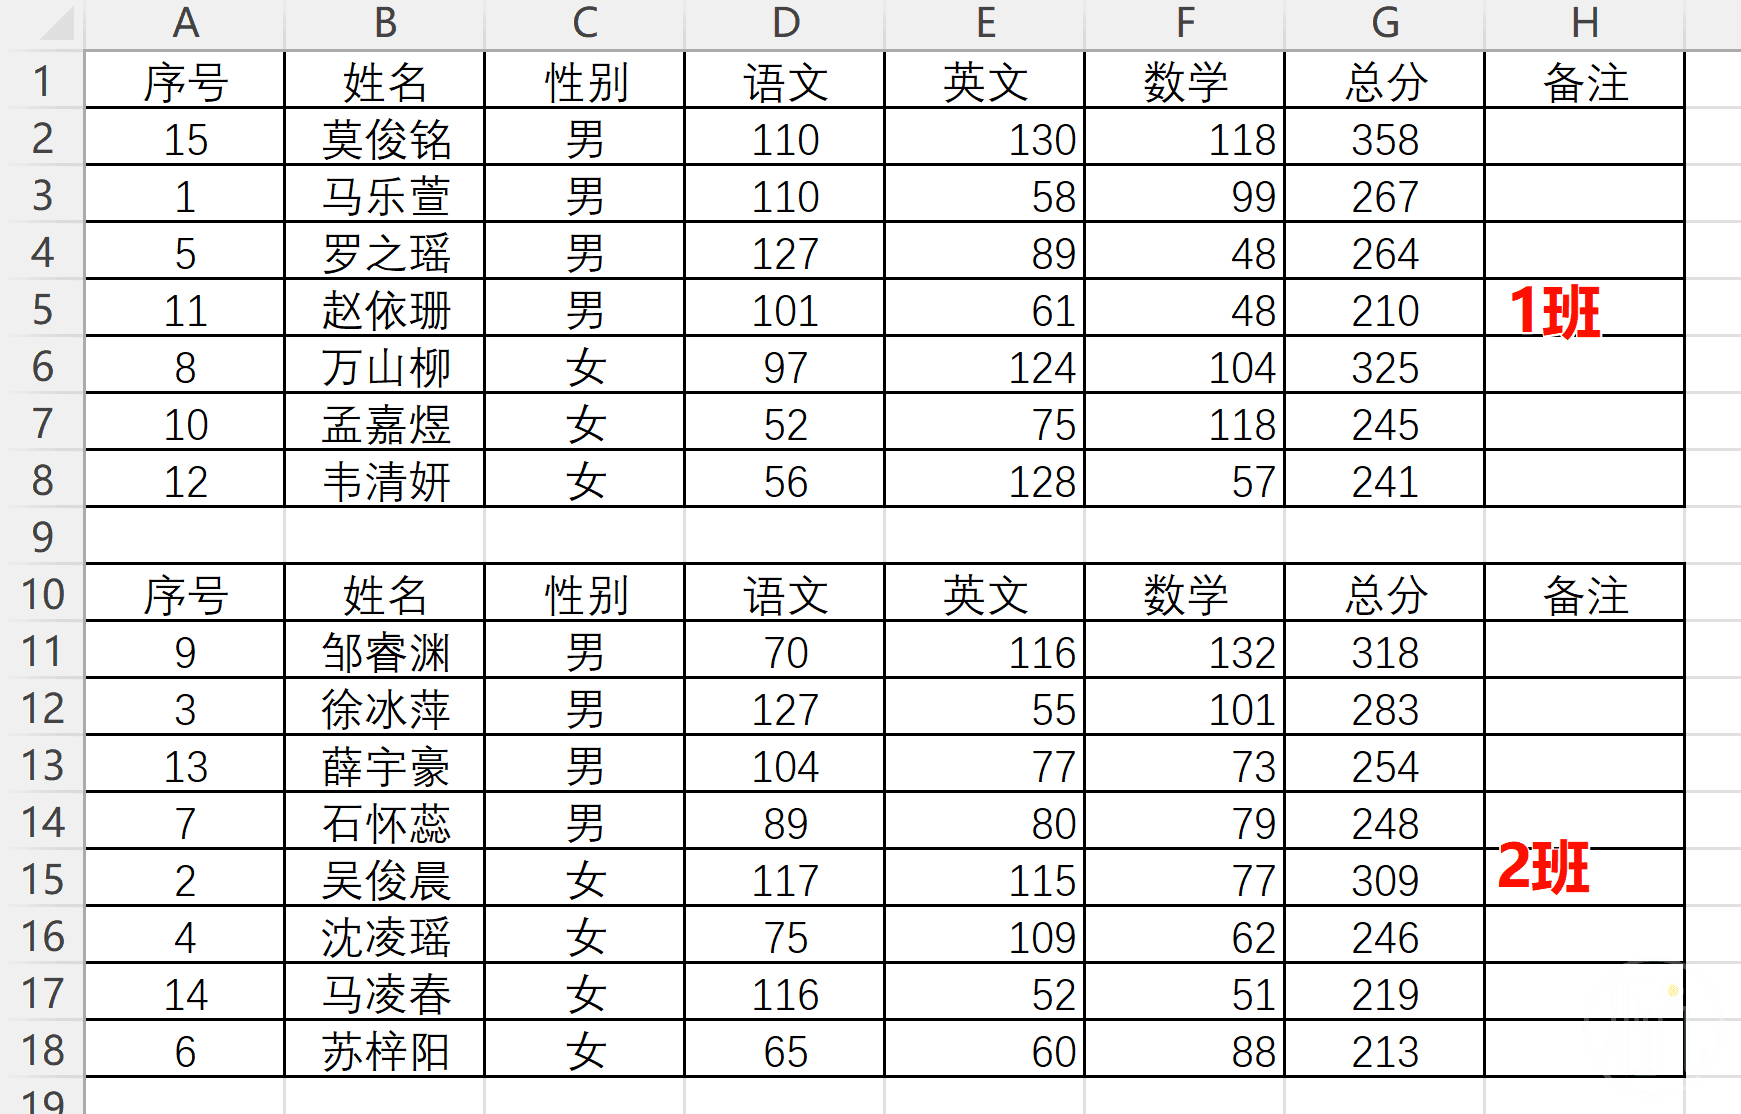 A B C D E F G H
1 序号 姓名 性别 语文 英文 数学 总分 备注
2 15 莫俊铭 男 110 130 118 358
3 1 马乐萱 男 110 58 99 267
4 5 罗之瑶 男 127 89 48 264
5 11 赵依珊 男 101 61 48 210 1班
6 8 万山柳 女 97 124 104 325
7 10 孟嘉煜 女 52 75 118 245
8 12 韦清妍 女 56 128 57 241
9
10 序号 姓名 性别 语文 英文 数学 总分 备注
11 9 邹睿渊 男 70 116 132 318
12 3 徐冰萍 男 127 55 101 283
13 13 薛宇豪 男 104 77 73 254
14 7 石怀蕊 男 89 80 79 248
15 2 吴俊晨 女 117 115 77 309 2班
16 4 沈凌瑶 女 75 109 62 246
17 14 马凌春 女 116 52 51 219
18 6 苏梓阳 女 65 60 88 213
19